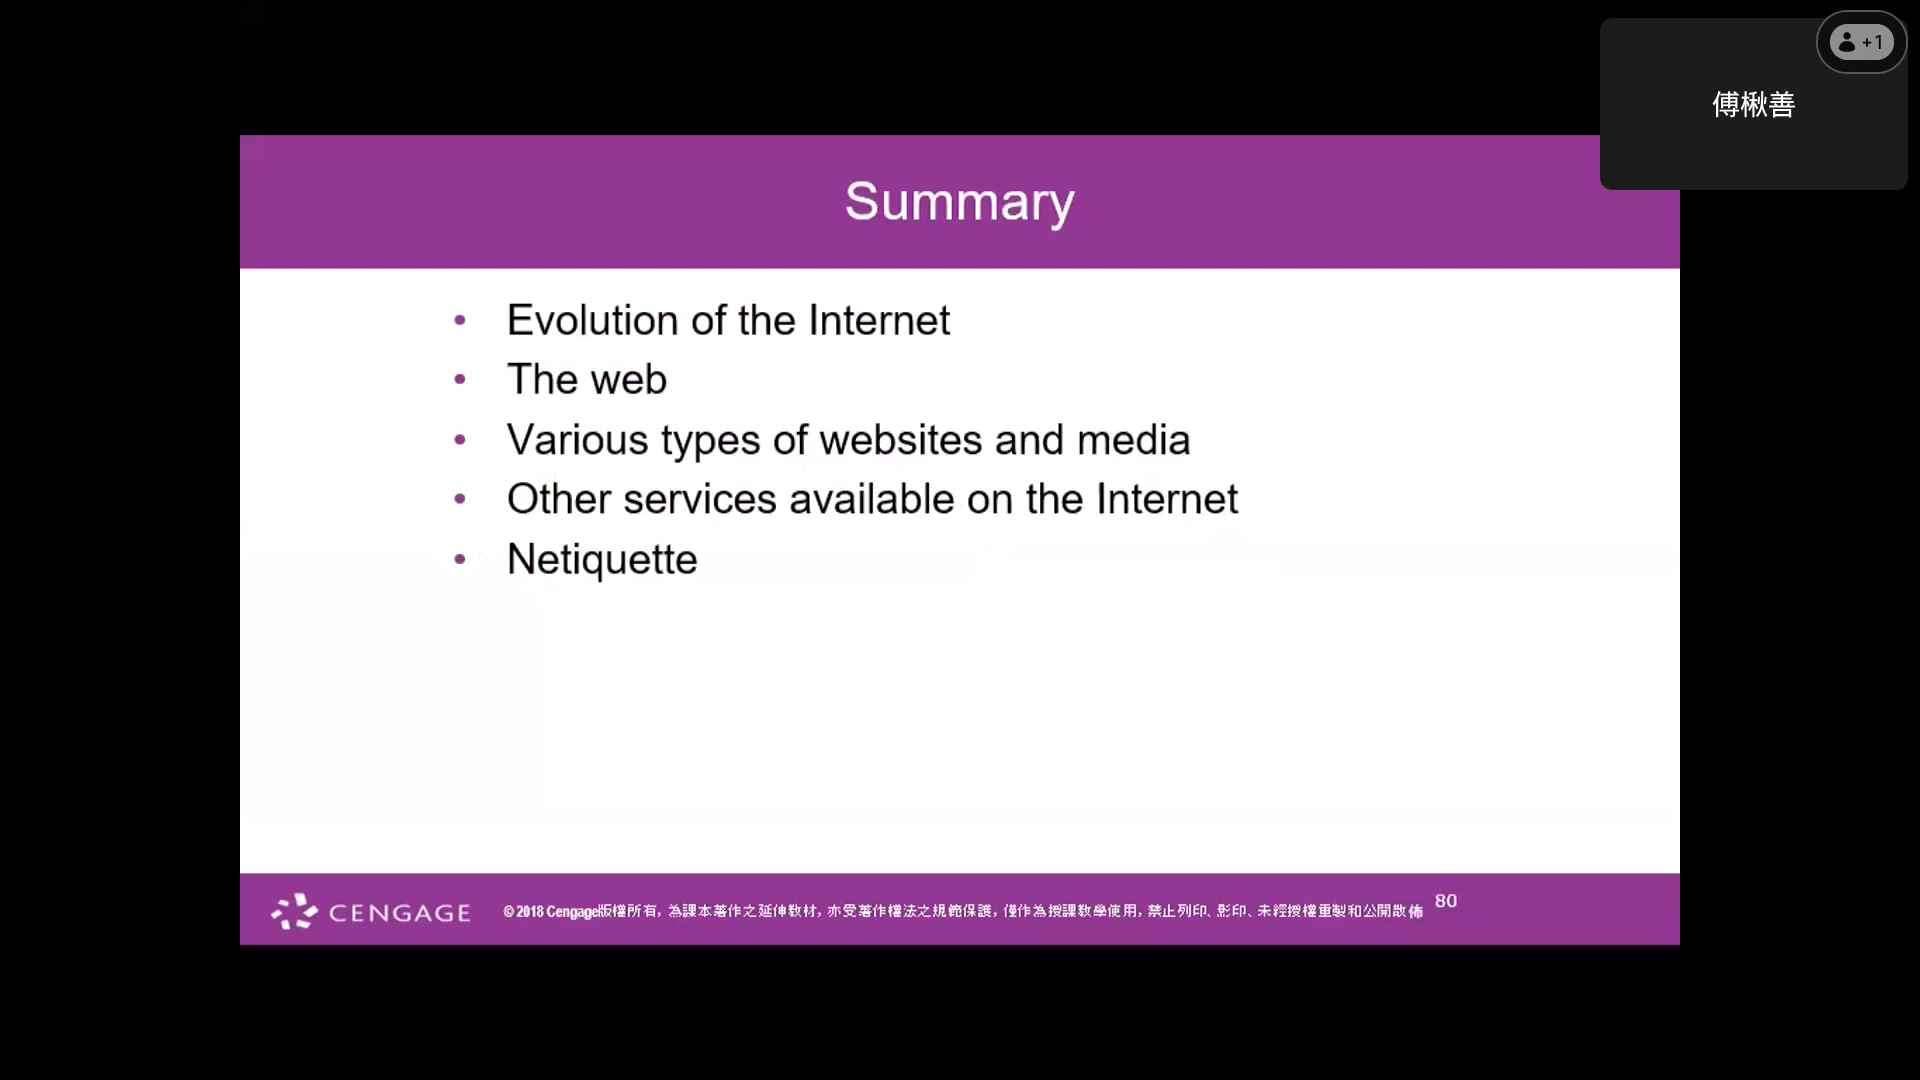 +1
傅楸善
Summary
• Evolution of the Internet
• The web
• Various types of websites and media
• Other services available on the Internet
• Netiquette
CENGAGE
© 2018 Cengage版權所有, 為課本著作之延伸教材, 亦受著作權法之規範保護, 僅作為授課教學使用, 禁止列印、影印、未經授權重製和公開散佈
80